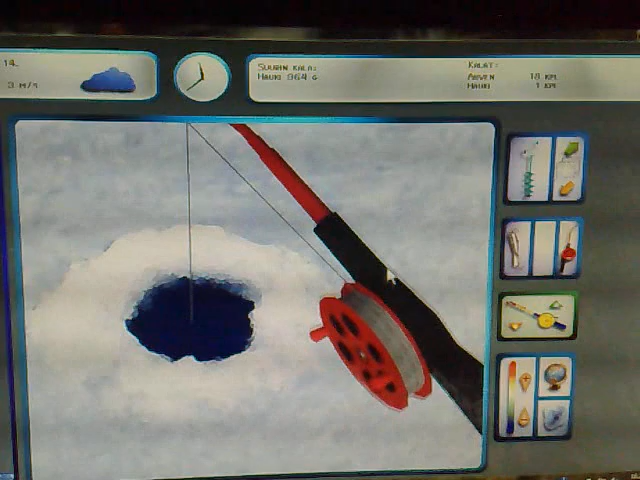 14.
3 m/s
Suurin kala:
Hauki 964 g
Kalat:
Ahven 18 kpl
Hauki 1 kpl